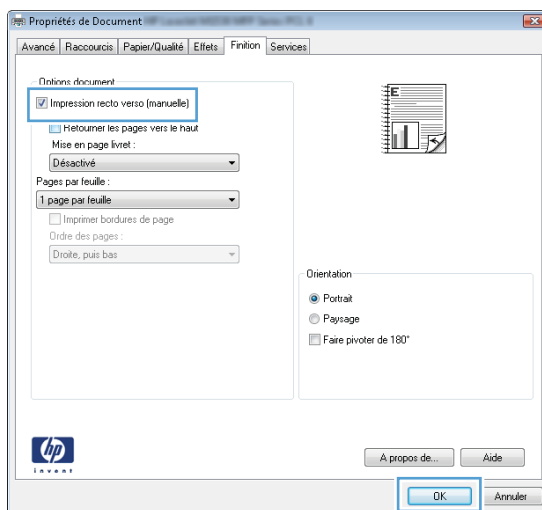 Propriétés de Document
Avancé Raccourcis Papier/Qualité Effets Finition Services
Options document
Impression recto verso (manuelle)
Retourner les pages vers le haut
Mise en page livret :
Désactivé
Pages par feuille :
1 page par feuille
Imprimer bordures de page
Ordre des pages :
Droite, puis bas
E
Orientation
Portrait
Paysage
Faire pivoter de 180°
hp
invent
A propos de... Aide
OK Annuler